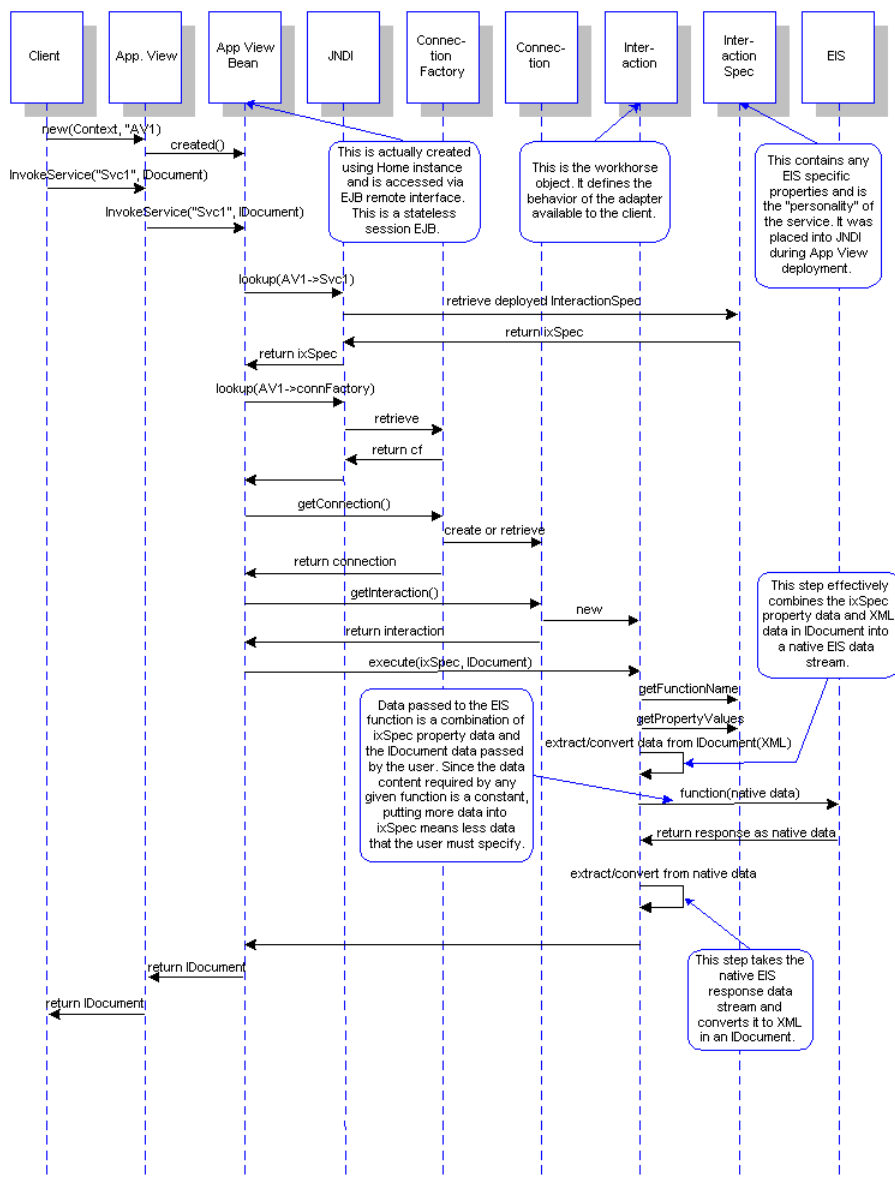 Client
App. View
App View
Bean
JNDI
Connec-
tion
Factory
Connec-
tion
Inter-
action
Inter-
action
Spec
EIS
new(Context, "AV1)
created()
InvokeService("Svc1", IDocument)
InvokeService("Svc1", IDocument)
This is actually created
using Home instance
and is accessed via
EJB remote interface.
This is a stateless
session EJB.
This is the workhorse
object. It defines the
behavior of the adapter
available to the client.
This contains any
EIS specific
properties and is
the "personality" of
the service. It was
placed into JNDI
during App View
deployment.
lookup(AV1->Svc1)
retrieve deployed InteractionSpec
return ixSpec
return ixSpec
lookup(AV1->connFactory)
retrieve
return cf
getConnection()
create or retrieve
return connection
getInteraction()
new
return interaction
execute(ixSpec, IDocument)
This step effectively
combines the ixSpec
property data and XML
data in IDocument into
a native EIS data
stream.
getFunctionName
getPropertyValues
extract/convert data from IDocument(XML)
Data passed to the EIS
function is a combination of
ixSpec property data and
the IDocument data passed
by the user. Since the data
content required by any
given function is a constant,
putting more data into
ixSpec means less data
that the user must specify.
function(native data)
return response as native data
extract/convert from native data
This step takes the
native EIS
response data
stream and
converts it to XML
in an IDocument.
return IDocument
return IDocument